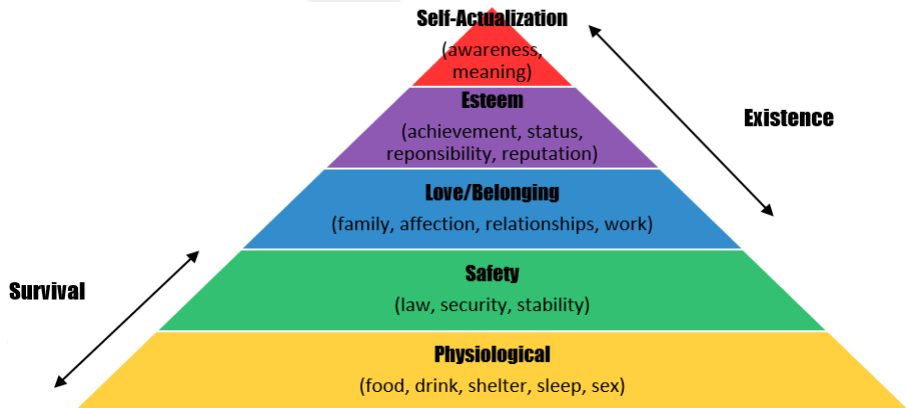 Self-Actualization
(awareness,
meaning)
Esteem
(achievement, status,
reponsibility, reputation)
Existence
Love/Belonging
(family, affection, relationships, work)
Safety
(law, security, stability)
Survival
Physiological
(food, drink, shelter, sleep, sex)